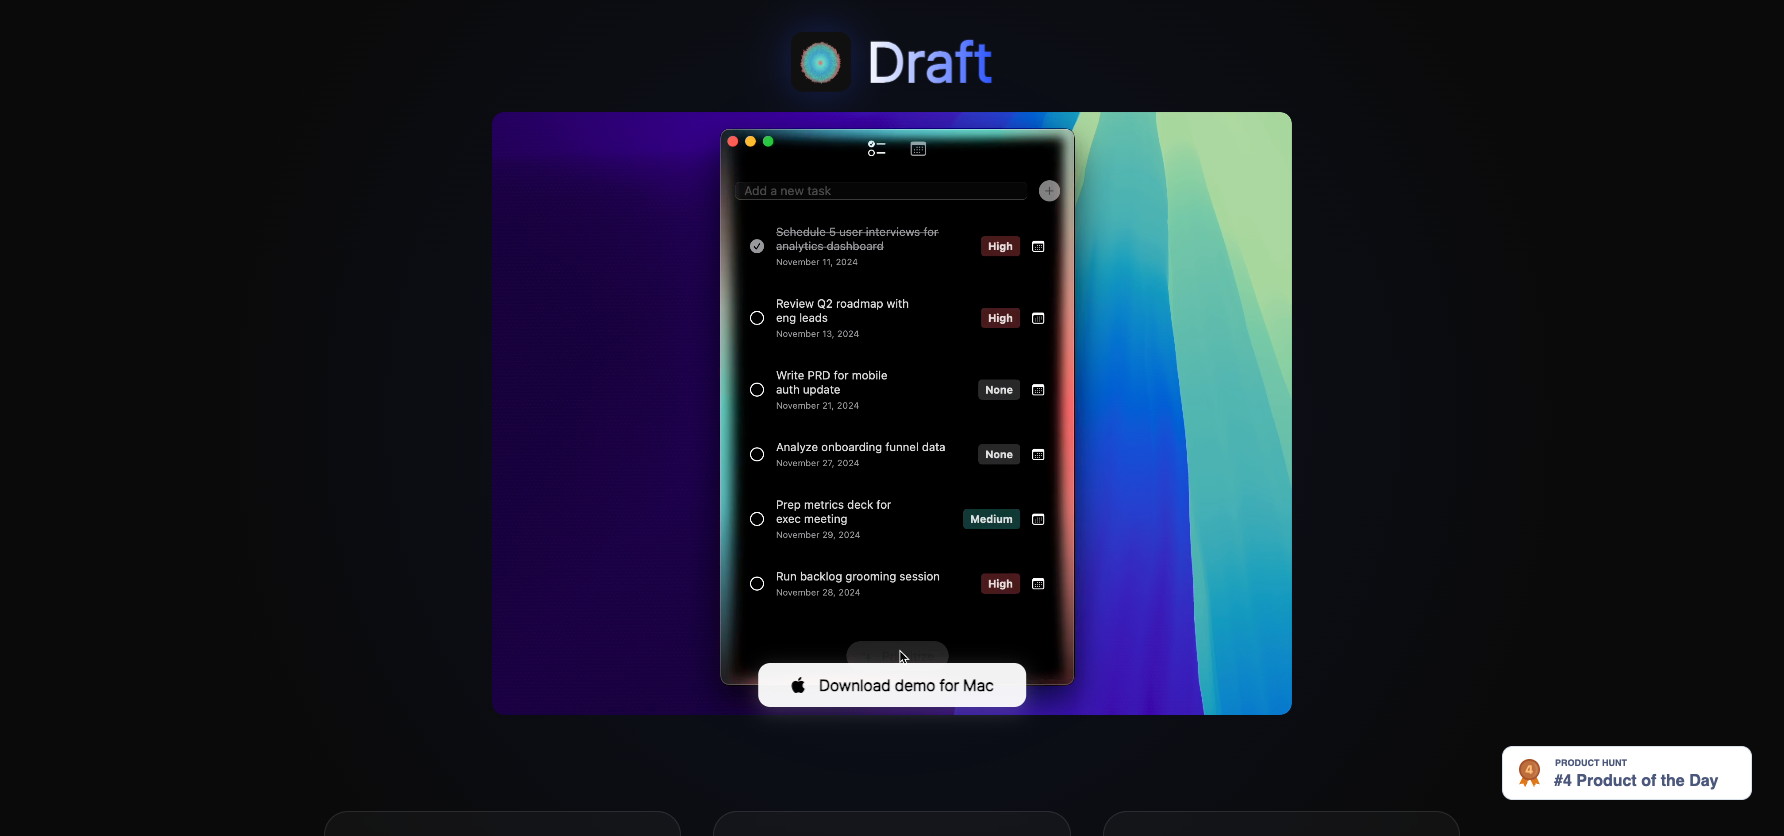 Draft
Add a new task
Schedule 5 user interviews for
analytics dashboard
November 11, 2024
High
Review Q2 roadmap with
eng leads
November 13, 2024
High
Write PRD for mobile
auth update
November 21, 2024
None
Analyze onboarding funnel data
November 27, 2024
None
Prep metrics deck for
exec meeting
November 29, 2024
Medium
Run backlog grooming session
November 28, 2024
High
Download demo for Mac
4
PRODUCT HUNT
#4 Product of the Day